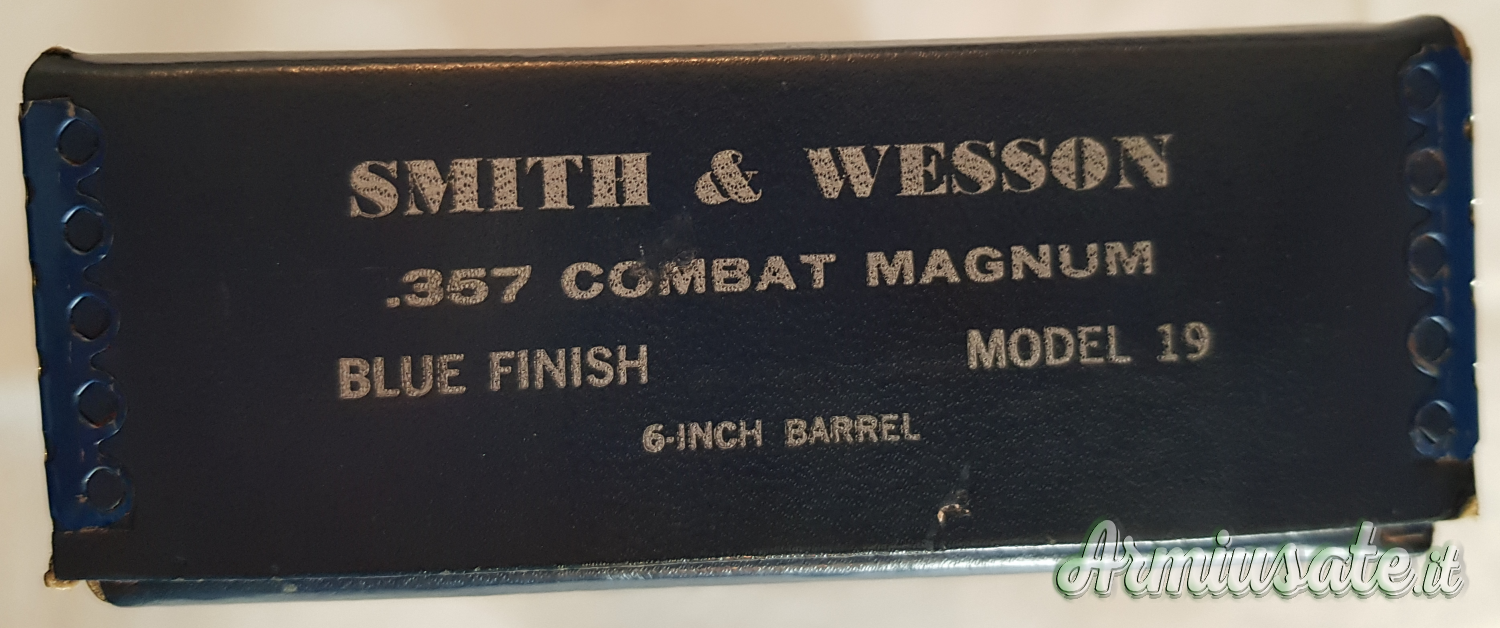 SMITH & WESSON
.357 COMBAT MAGNUM
BLUE FINISH MODEL 19
6-INCH BARREL
Armiusate.it